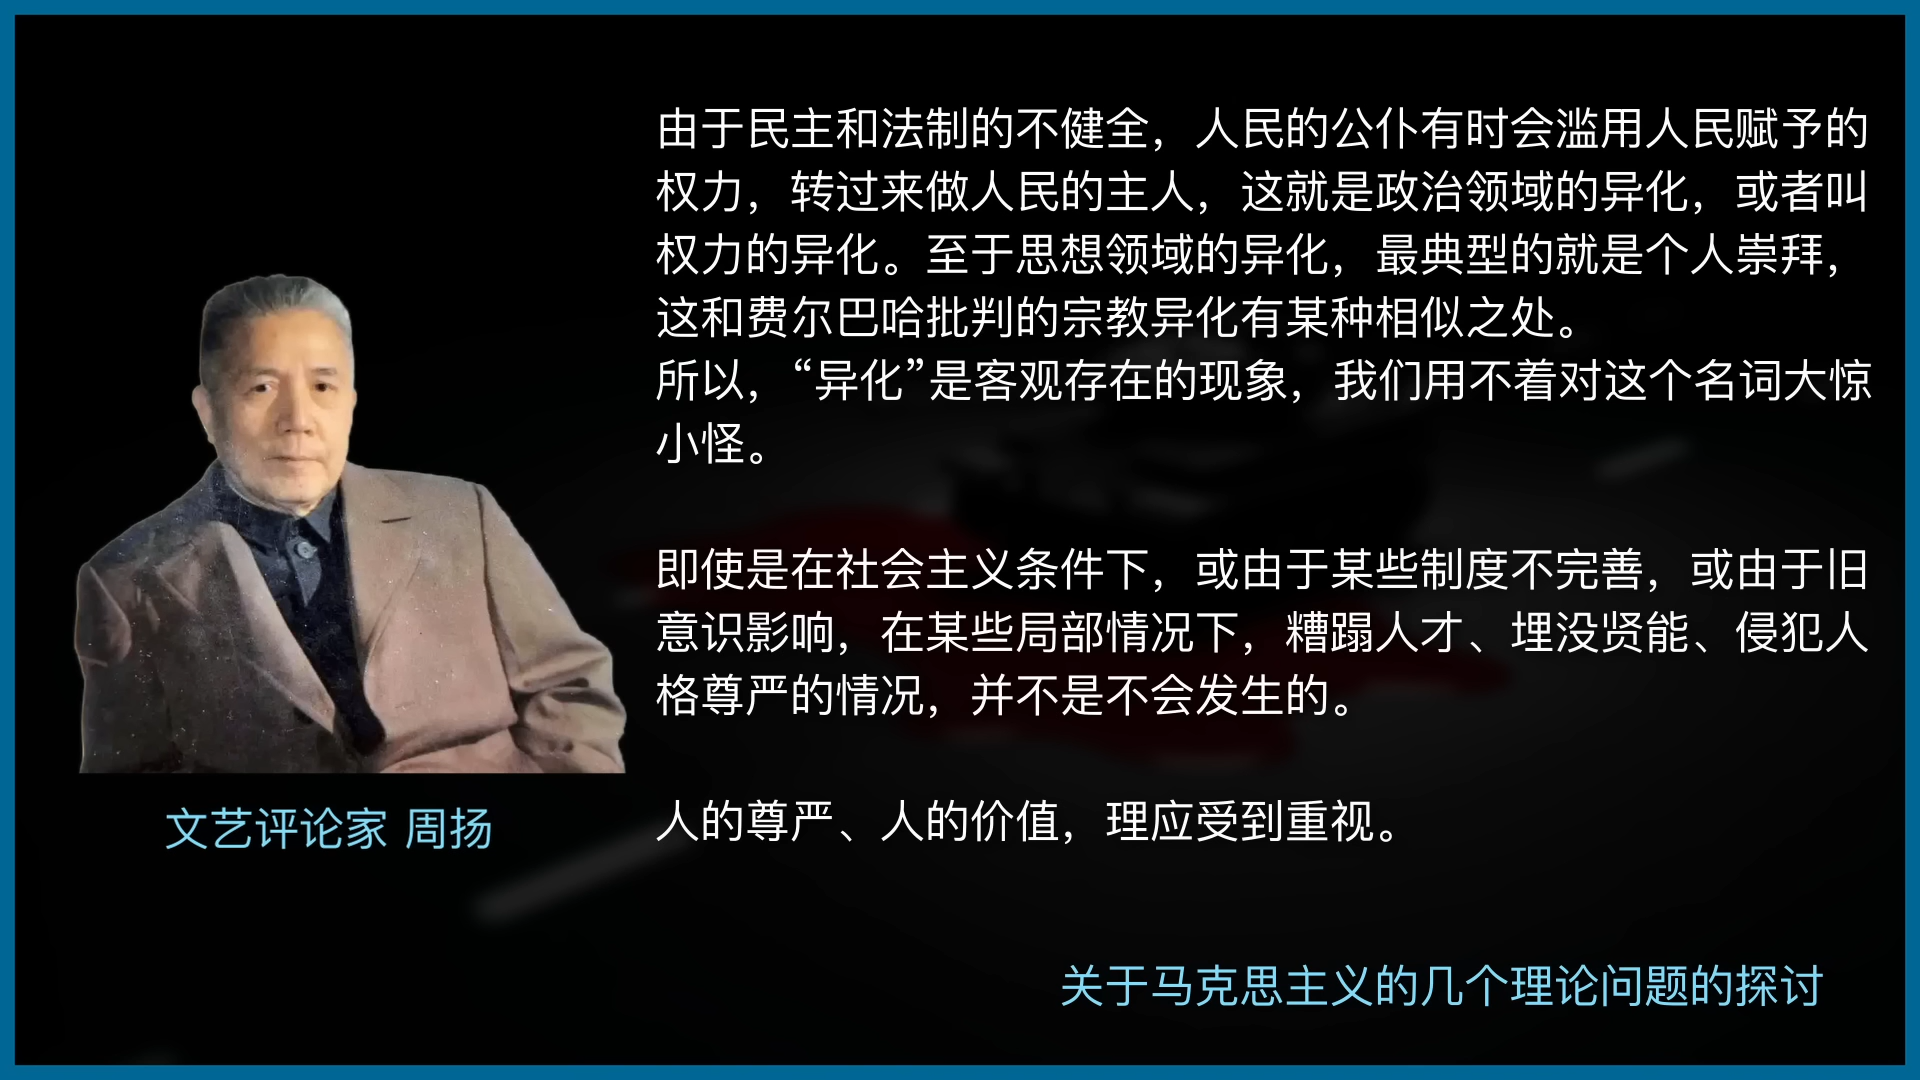 由于民主和法制的不健全，人民的公仆有时会滥用人民赋予的
权力，转过来做人民的主人，这就是政治领域的异化，或者叫
权力的异化。至于思想领域的异化，最典型的就是个人崇拜，
这和费尔巴哈批判的宗教异化有某种相似之处。
所以，“异化”是客观存在的现象，我们用不着对这个名词大惊
小怪。
即使是在社会主义条件下，或由于某些制度不完善，或由于旧
意识影响，在某些局部情况下，糟蹋人才、埋没贤能、侵犯人
格尊严的情况，并不是不会发生的。
人的尊严、人的价值，理应受到重视。
文艺评论家 周扬
关于马克思主义的几个理论问题的探讨